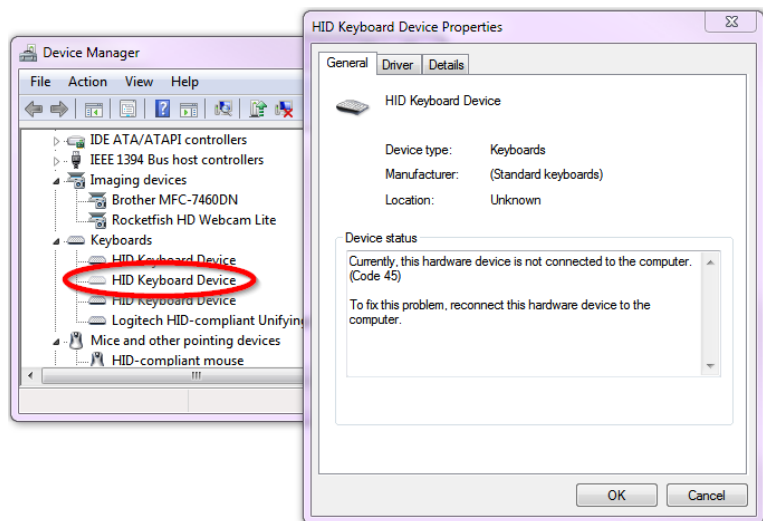 Device Manager
File Action View Help
IDE ATA/ATAPI controllers
IEEE 1394 Bus host controllers
Imaging devices
Brother MFC-7460DN
Rocketfish HD Webcam Lite
Keyboards
HID Keyboard Device
HID Keyboard Device
HID Keyboard Device
Logitech HID-compliant Unifying
Mice and other pointing devices
HID-compliant mouse
HID Keyboard Device Properties
General Driver Details
HID Keyboard Device
Device type: Keyboards
Manufacturer: (Standard keyboards)
Location: Unknown
Device status
Currently, this hardware device is not connected to the computer.
(Code 45)
To fix this problem, reconnect this hardware device to the
computer.
OK Cancel